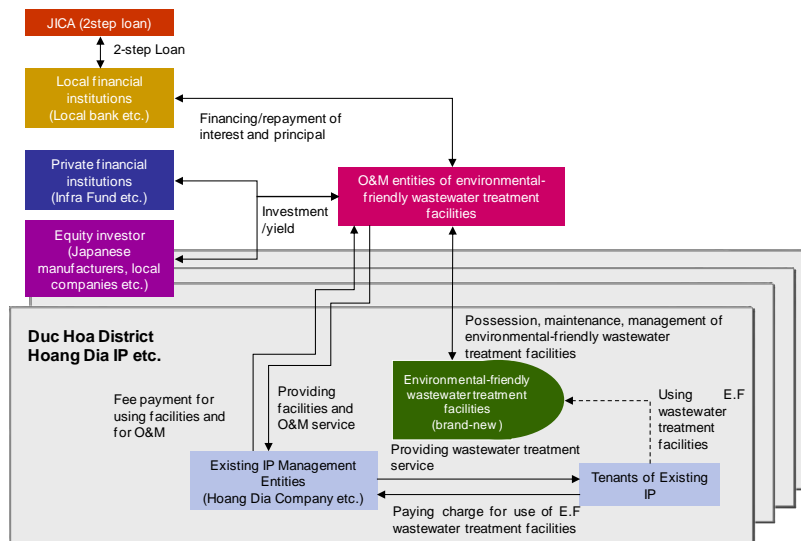 JICA (2step loan)
2-step Loan
Local financial
institutions
(Local bank etc.)
Financing/repayment of
interest and principal
Private financial
institutions
(Infra Fund etc.)
O&M entities of environmental-
friendly wastewater treatment
facilities
Investment
/yield
Equity investor
(Japanese
manufacturers, local
companies etc.)
Duc Hoa District
Hoang Dia IP etc.
Possession, maintenance, management of
environmental-friendly wastewater
treatment facilities
Environmental-friendly
wastewater treatment
facilities
(brand-new )
Using E.F
wastewater
treatment
facilities
Fee payment for
using facilities and
for O&M
Providing
facilities and
O&M service
Providing wastewater treatment
service
Existing IP Management
Entities
(Hoang Dia Company etc.)
Tenants of Existing
IP
Paying charge for use of E.F
wastewater treatment facilities